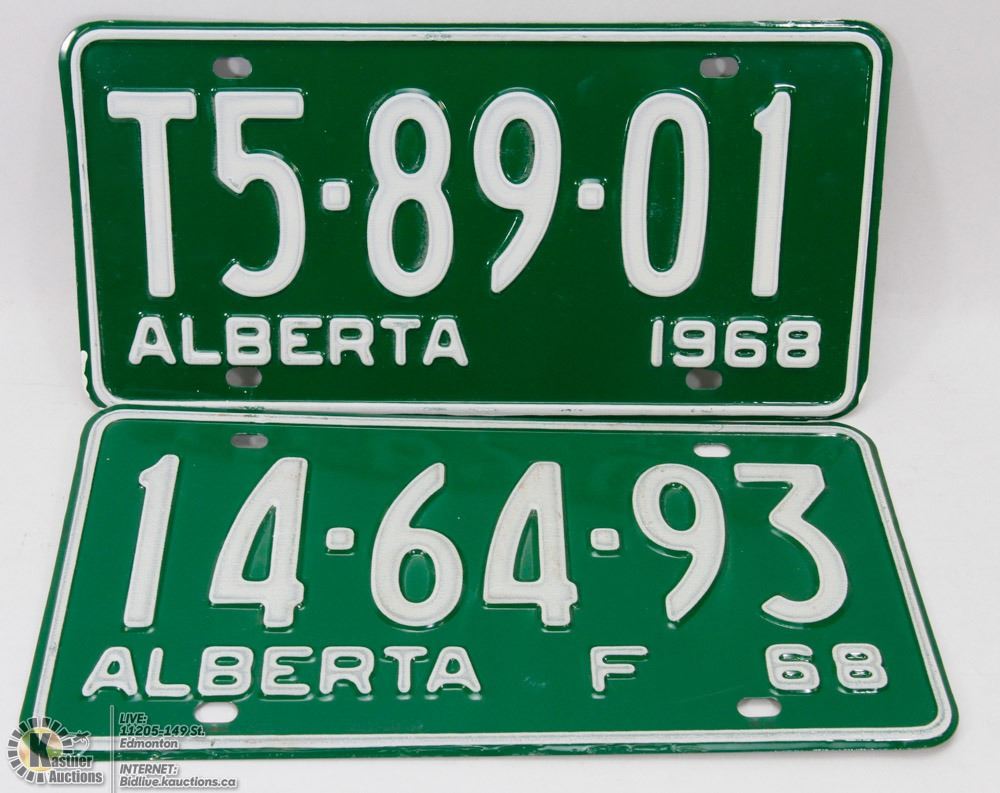 T5·89·01
ALBERTA 1968
14·64·93
ALBERTA F 68
Kastner
Auctions
LIVE:
11205-149 St.
Edmonton
INTERNET:
Bidlive.kauctions.ca